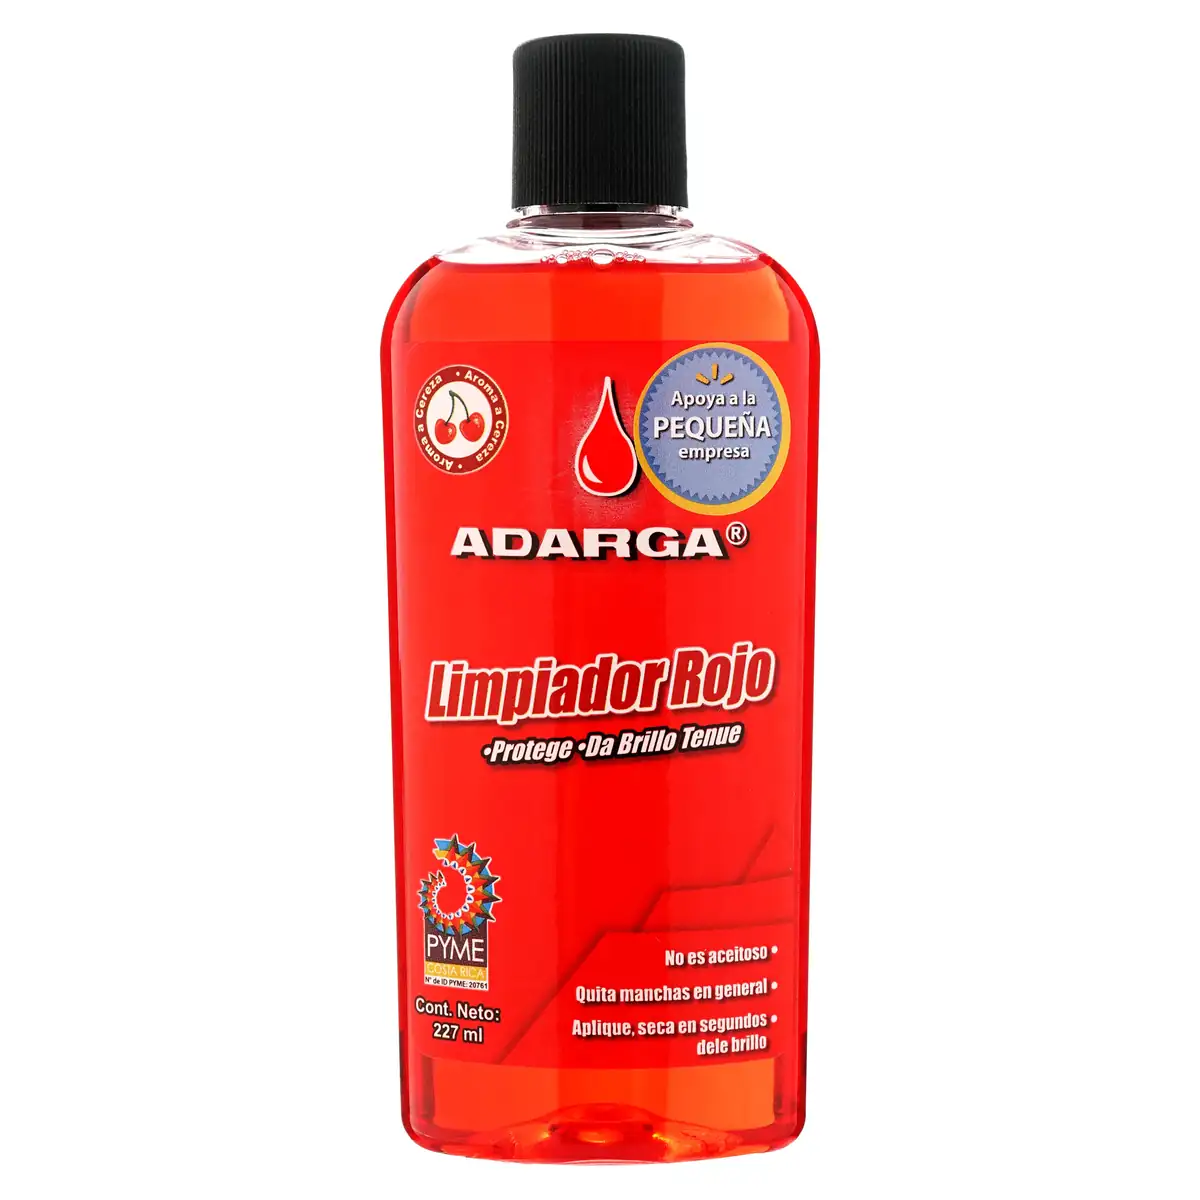 Aroma a Cereza • Aroma a Cereza •
Apoya a la
PEQUEÑA
empresa
ADARGA®
Limpiador Rojo
•Protege •Da Brillo Tenue
PYME
COSTA RICA
N° de ID PYME: 20761
Cont. Neto:
227 ml
No es aceitoso •
Quita manchas en general •
Aplique, seca en segundos •
dele brillo